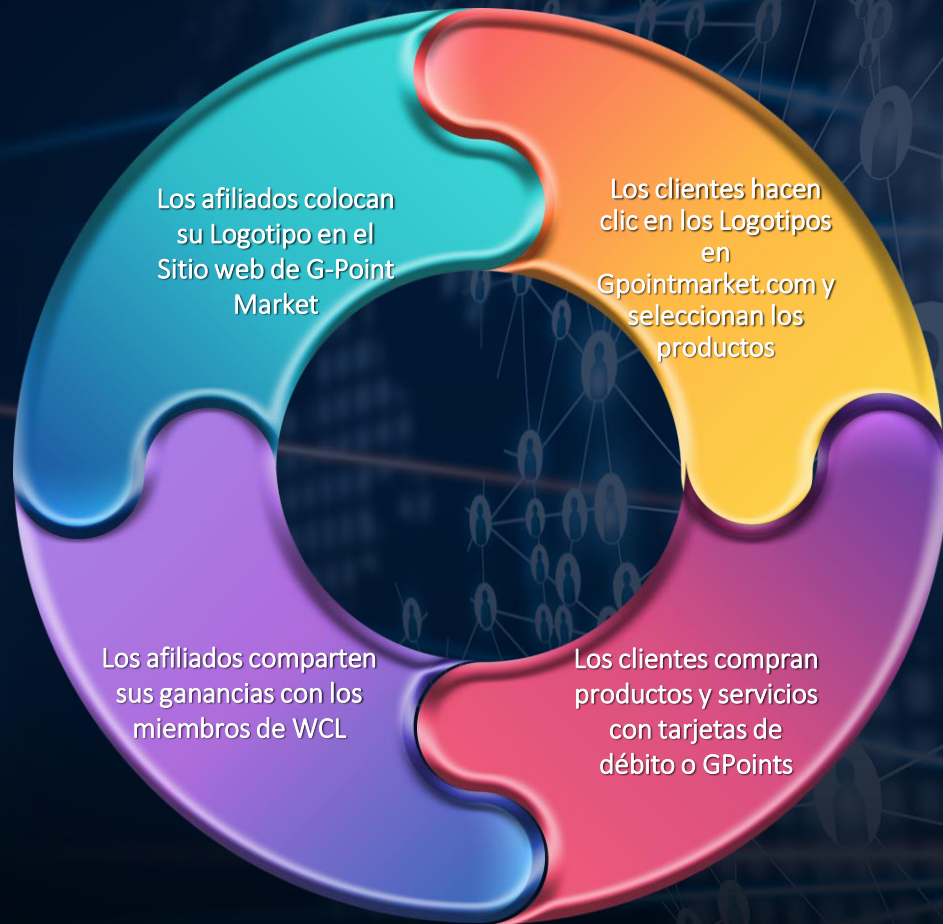 Los afiliados colocan
su Logotipo en el
Sitio web de G-Point
Market
Los clientes hacen
clic en los Logotipos
en
Gpointmarket.com y
seleccionan los
productos
Los clientes compran
productos y servicios
con tarjetas de
débito o GPoints
Los afiliados comparten
sus ganancias con los
miembros de WCL